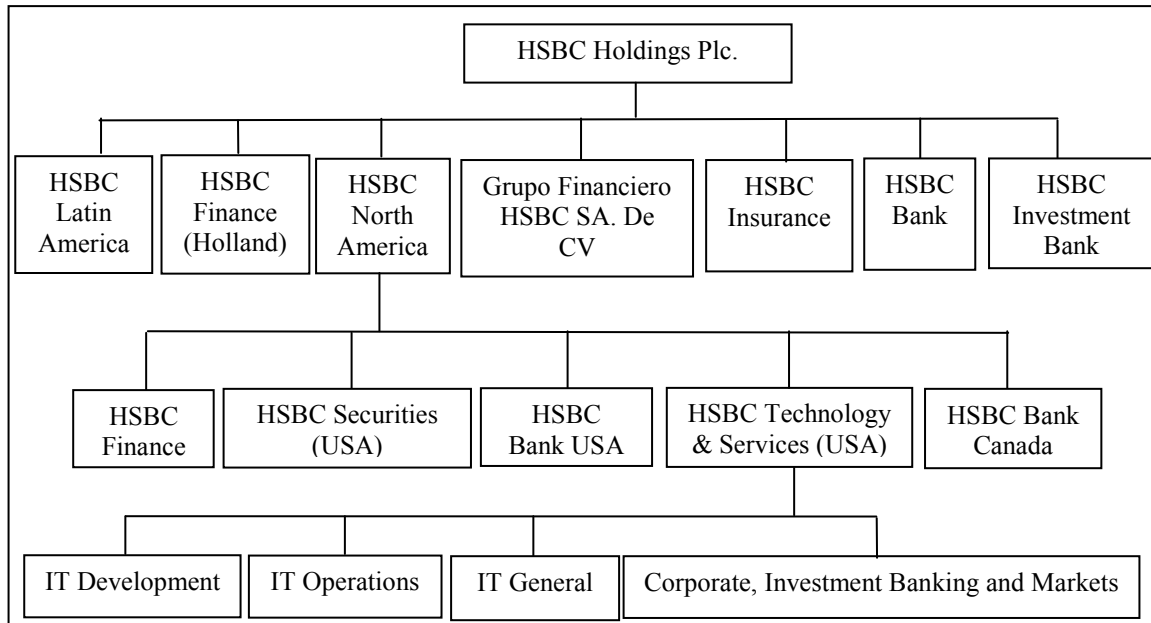 HSBC Holdings Plc.
HSBC
Latin
America
HSBC
Finance
(Holland)
HSBC
North
America
Grupo Financiero
HSBC SA. De
CV
HSBC
Insurance
HSBC
Bank
HSBC
Investment
Bank
HSBC
Finance
HSBC Securities
(USA)
HSBC
Bank USA
HSBC Technology
& Services (USA)
HSBC Bank
Canada
IT Development
IT Operations
IT General
Corporate, Investment Banking and Markets